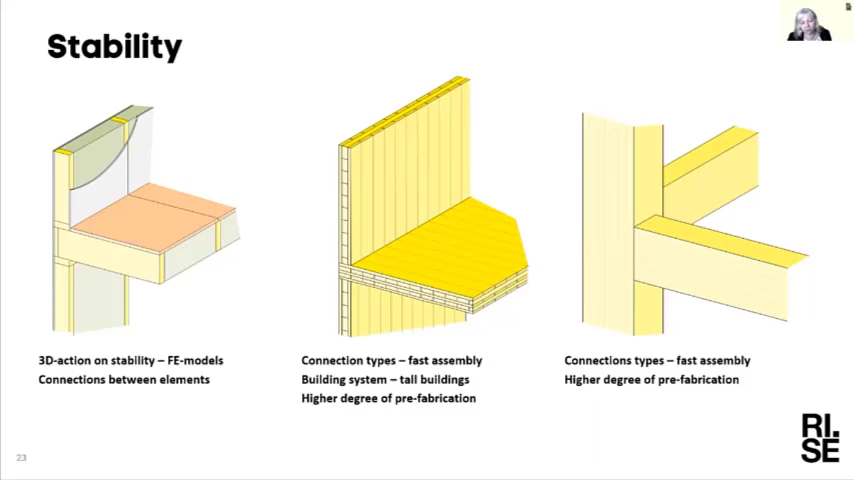 Stability
3D-action on stability – FE-models
Connections between elements
Connection types – fast assembly
Building system – tall buildings
Higher degree of pre-fabrication
Connections types – fast assembly
Higher degree of pre-fabrication
23
RI.
SE